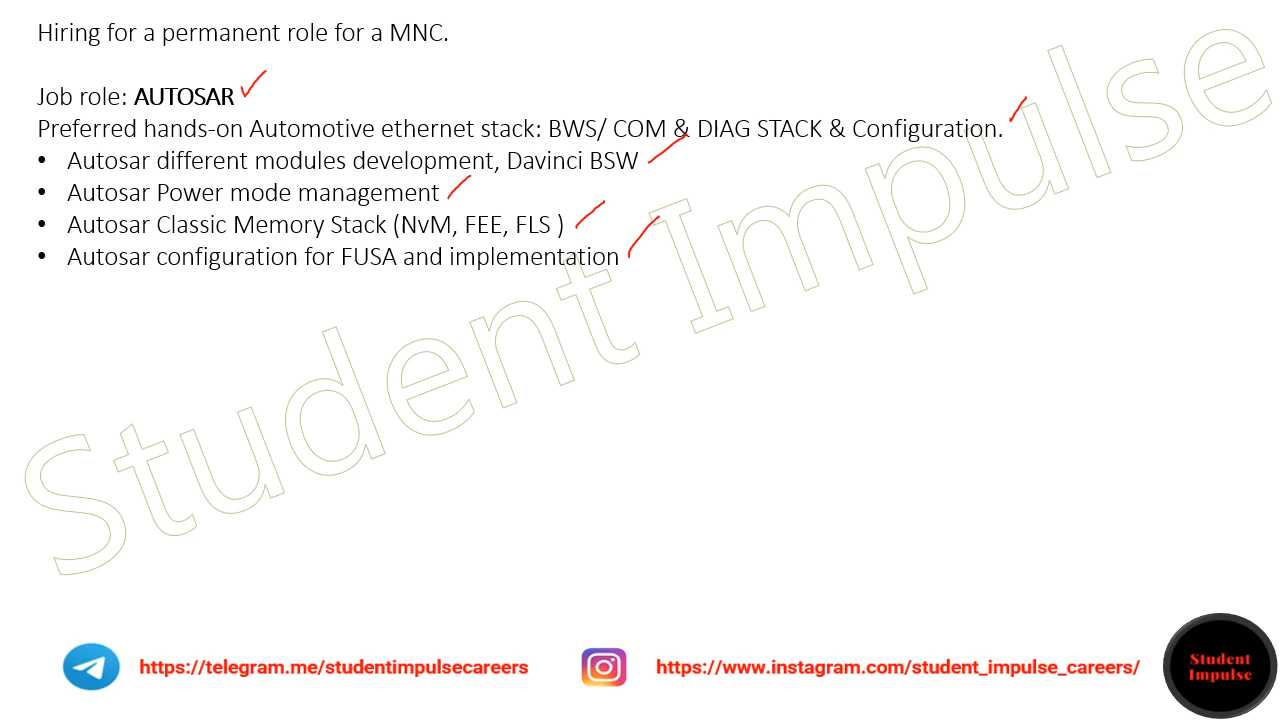 Hiring for a permanent role for a MNC.
Job role: AUTOSAR
Preferred hands-on Automotive ethernet stack: BWS/ COM & DIAG STACK & Configuration.
• Autosar different modules development, Davinci BSW
• Autosar Power mode management
• Autosar Classic Memory Stack (NvM, FEE, FLS )
• Autosar configuration for FUSA and implementation
Student Impulse
https://telegram.me/studentimpulsecareers
https://www.instagram.com/student_impulse_careers/
Student
Impulse